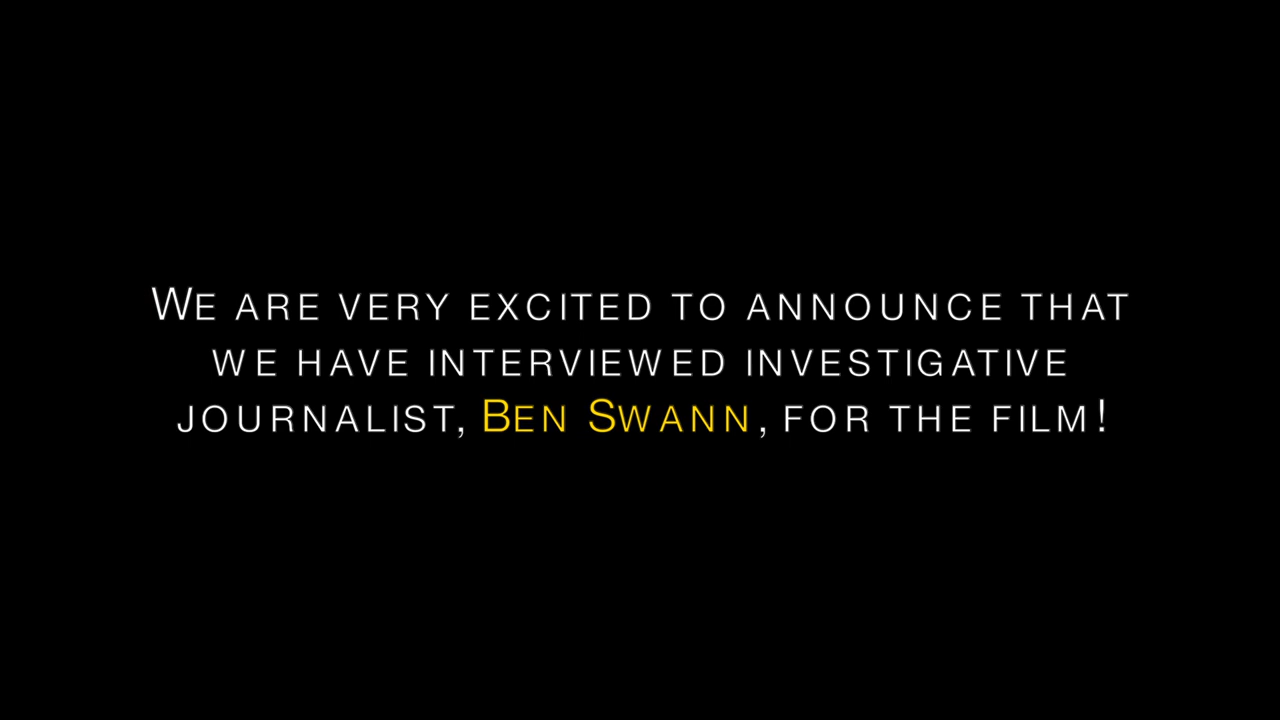 WE ARE VERY EXCITED TO ANNOUNCE THAT
WE HAVE INTERVIEWED INVESTIGATIVE
JOURNALIST, BEN SWANN, FOR THE FILM!